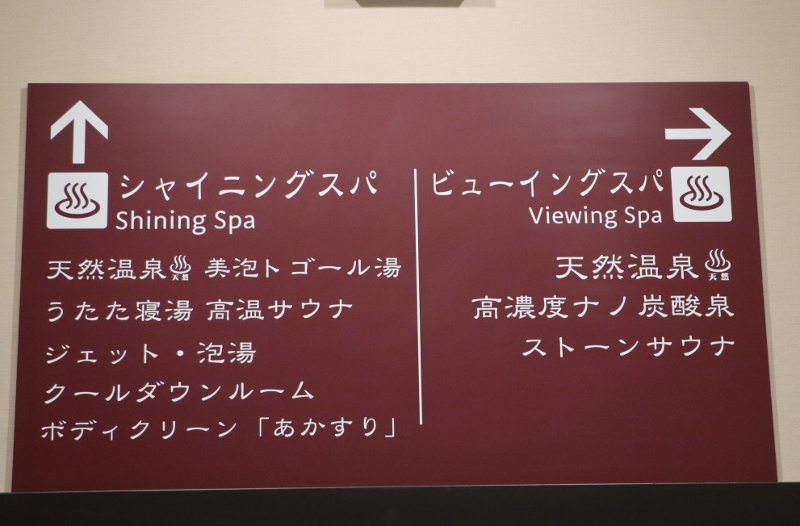 シャイニングスパ
Shining Spa
天然温泉 天然 美泡トゴール湯
うたた寝湯 高温サウナ
ジェット・泡湯
クールダウンルーム
ボディクリーン「あかすり」
ビューイングスパ
Viewing Spa
天然温泉 天然
高濃度ナノ炭酸泉
ストーンサウナ